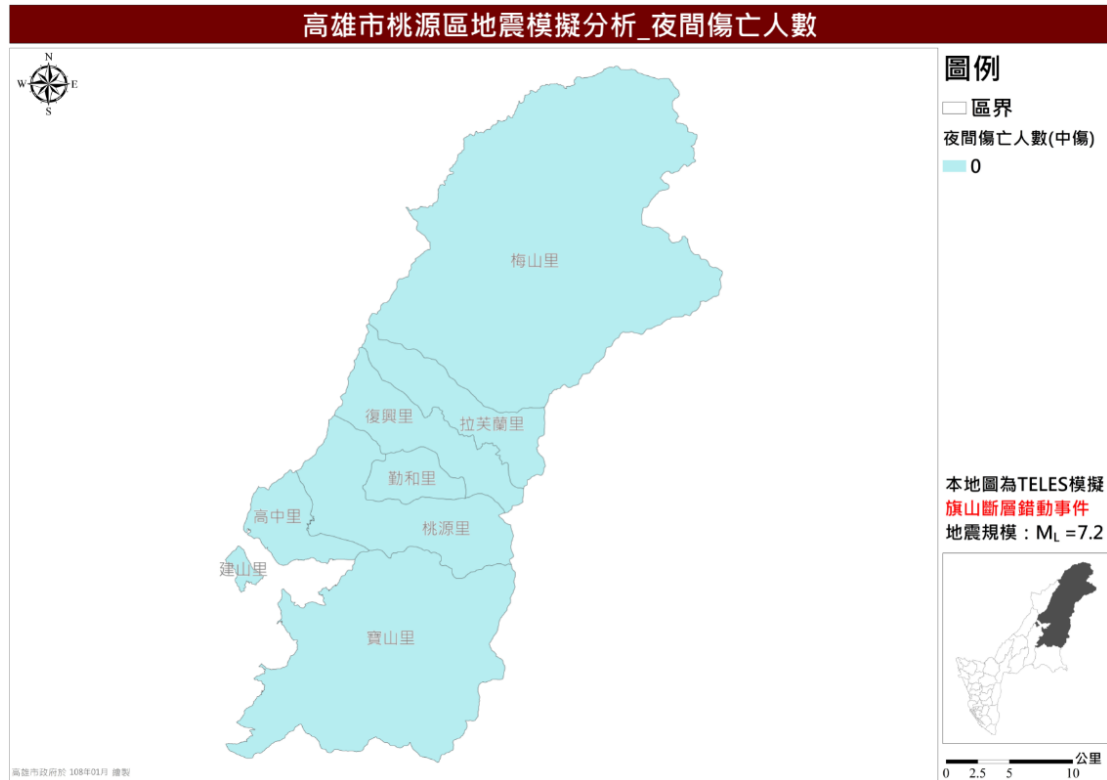 高雄市桃源區地震模擬分析_夜間傷亡人數
N
W E
S
圖例
區界
夜間傷亡人數(中傷)
0
梅山里
復興里
拉芙蘭里
勤和里
高中里
桃源里
建山里
寶山里
本地圖為TELES模擬
旗山斷層錯動事件
地震規模：ML =7.2
公里
0 2.5 5 10
高雄市政府於 108年01月 繪製